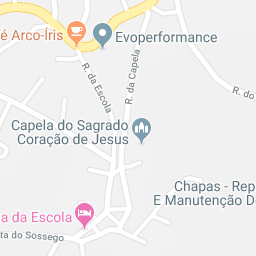 é Arco-Íris
Evoperformance
R. da Escola
R. da Capela
R. do
Capela do Sagrado
Coração de Jesus
Chapas - Rep
E Manutenção De
a da Escola
ta do Sossego